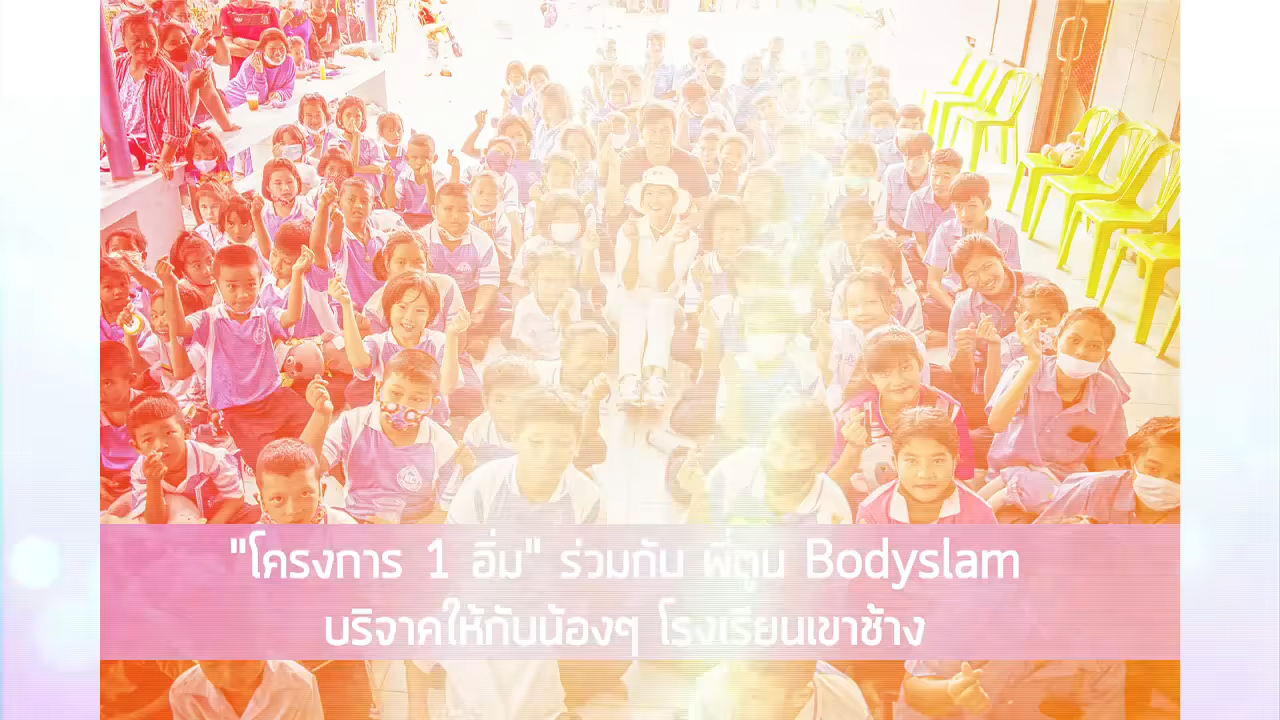 "โครงการ 1 อิ่ม" ร่วมกับ พี่ตูน Bodyslam
บริจาคให้กับน้องๆ โรงเรียนเขาช้าง